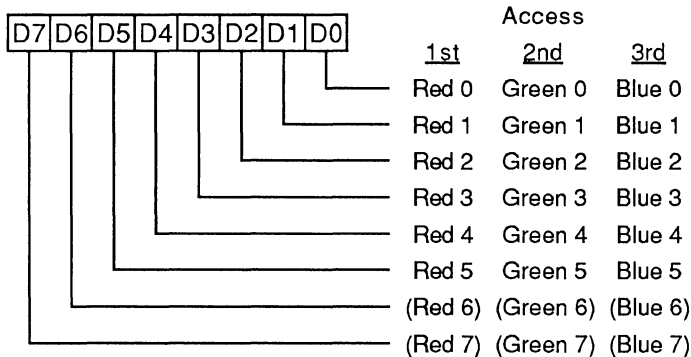 Access
D7 D6 D5 D4 D3 D2 D1 D0
1st 2nd 3rd
Red 0 Green 0 Blue 0
Red 1 Green 1 Blue 1
Red 2 Green 2 Blue 2
Red 3 Green 3 Blue 3
Red 4 Green 4 Blue 4
Red 5 Green 5 Blue 5
(Red 6) (Green 6) (Blue 6)
(Red 7) (Green 7) (Blue 7)